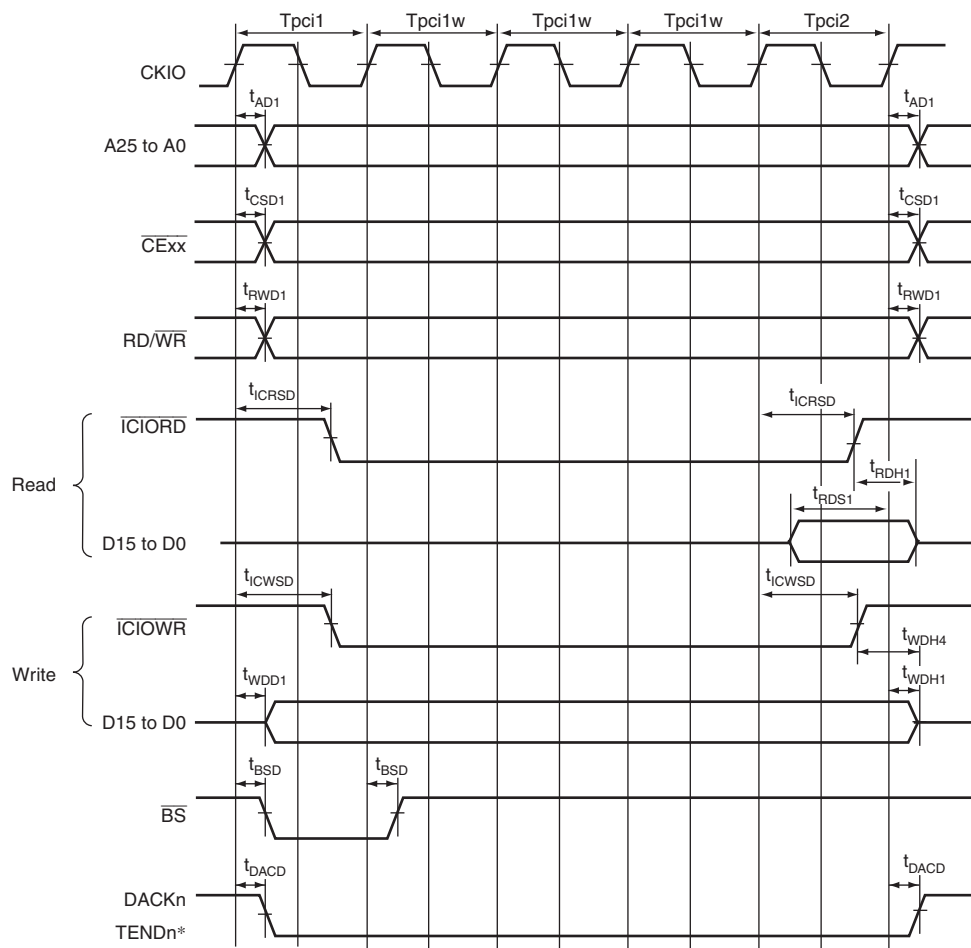 Tpci1 Tpci1w Tpci1w Tpci1w Tpci2
CKIO
tAD1 tAD1
A25 to A0
tCSD1 tCSD1
CExx
tRWD1 tRWD1
RD/WR
tICRSD tICRSD
ICIORD
tRDH1
Read
tRDS1
D15 to D0
tICWSD tICWSD
ICIOWR
tWDH4
Write
tWDD1 tWDH1
D15 to D0
tBSD tBSD
BS
tDACD tDACD
DACKn
TENDn*